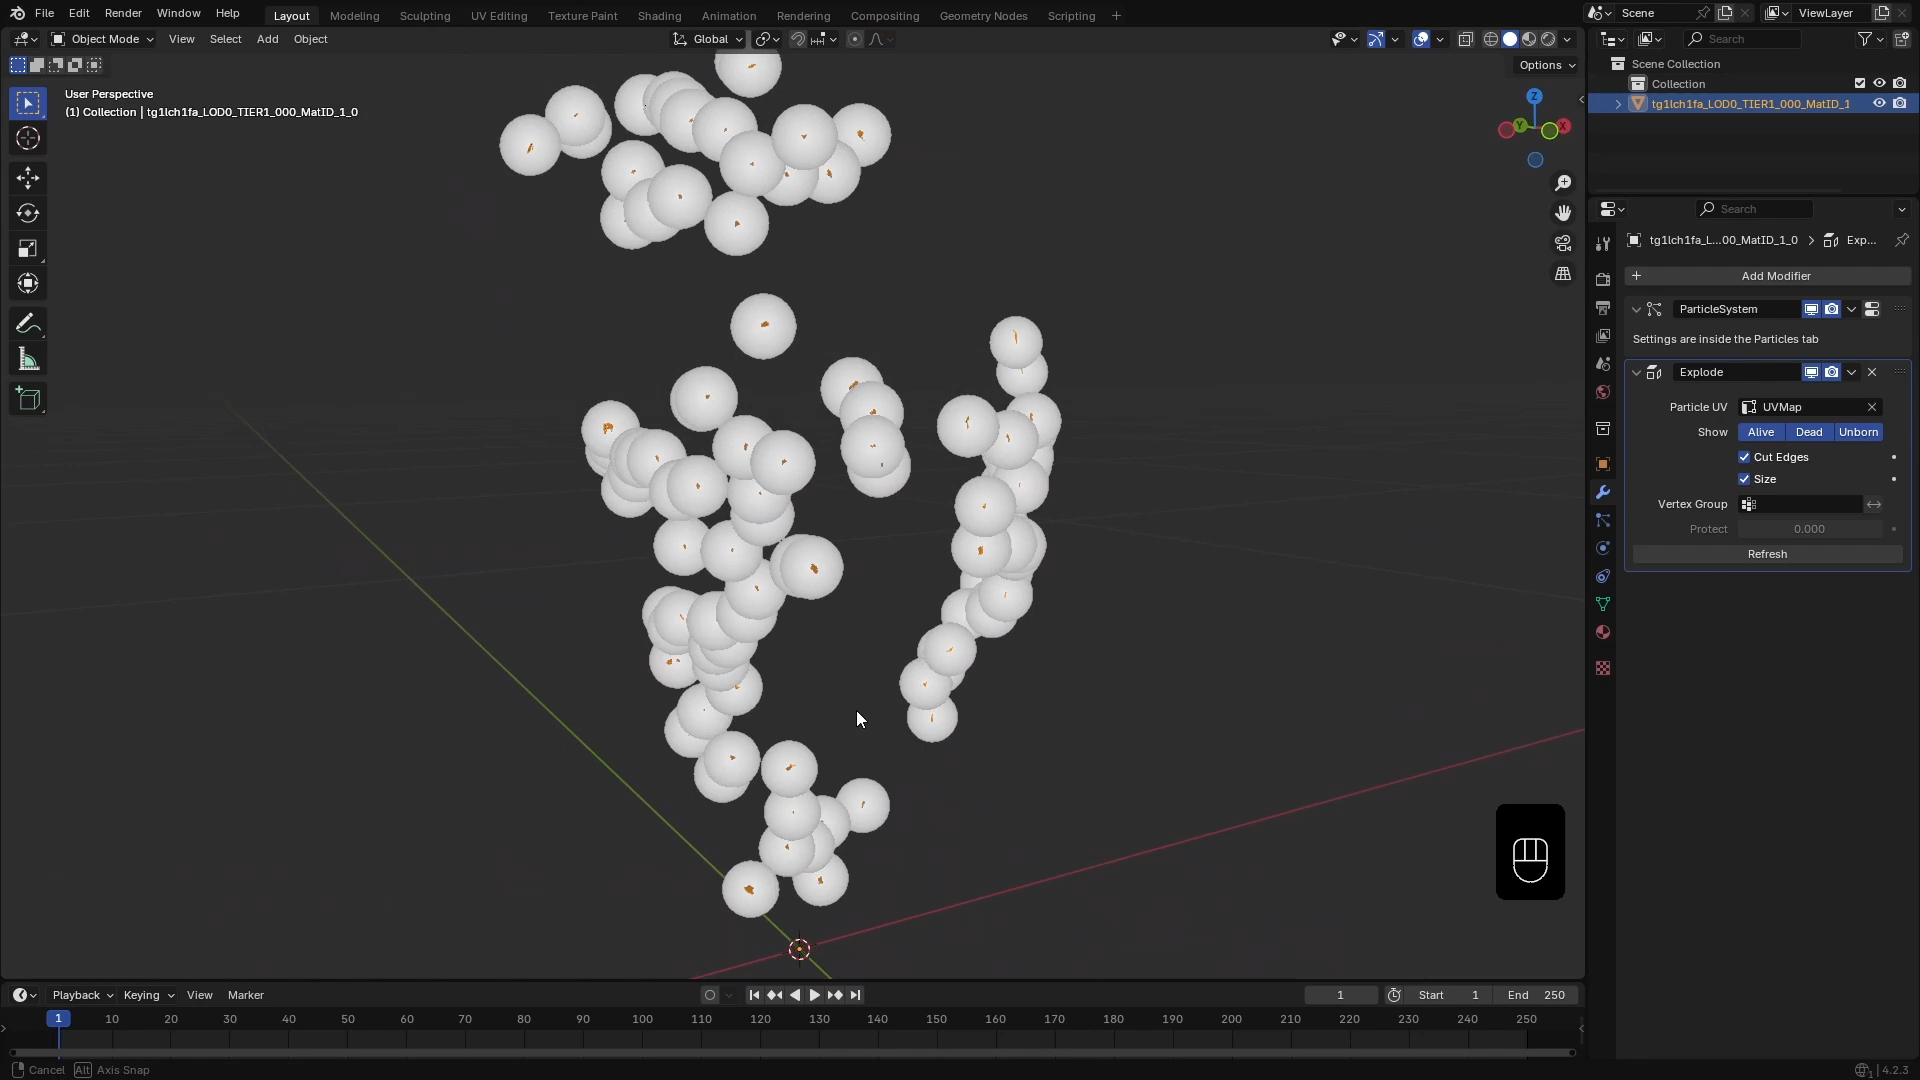 File Edit Render Window Help Layout Modeling Sculpting UV Editing Texture Paint Shading Animation Rendering Compositing Geometry Nodes Scripting + Scene ViewLayer
Object Mode View Select Add Object Global Search
Options
User Perspective
(1) Collection | tg1lch1fa_LOD0_TIER1_000_MatID_1_0
Z
Y
X
Scene Collection
Collection
tg1lch1fa_LOD0_TIER1_000_MatID_1
Search
tg1lch1fa_L...00_MatID_1_0 Exp...
+ Add Modifier
ParticleSystem
Settings are inside the Particles tab
Explode
Particle UV UVMap
Show Alive Dead Unborn
Cut Edges
Size
Vertex Group
Protect 0.000
Refresh
Playback Keying View Marker 1 Start 1 End 250
1 10 20 30 40 50 60 70 80 90 100 110 120 130 140 150 160 170 180 190 200 210 220 230 240 250
Cancel Alt Axis Snap 4.2.3